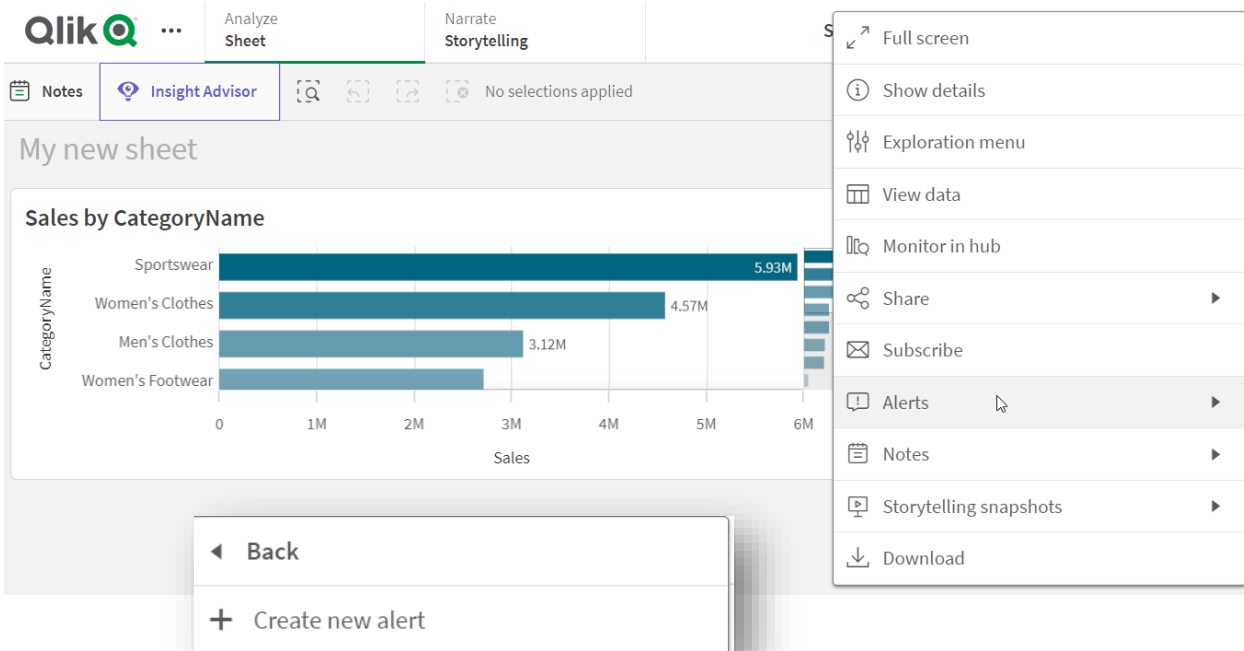 Qlik
Analyze
Sheet
Narrate
Storytelling
S
Notes
Insight Advisor
No selections applied
My new sheet
Sales by CategoryName
CategoryName
Sportswear
5.93M
Women's Clothes
4.57M
Men's Clothes
3.12M
Women's Footwear
0 1M 2M 3M 4M 5M 6M
Sales
Full screen
Show details
Exploration menu
View data
Monitor in hub
Share
Subscribe
Alerts
Notes
Storytelling snapshots
Download
Back
Create new alert